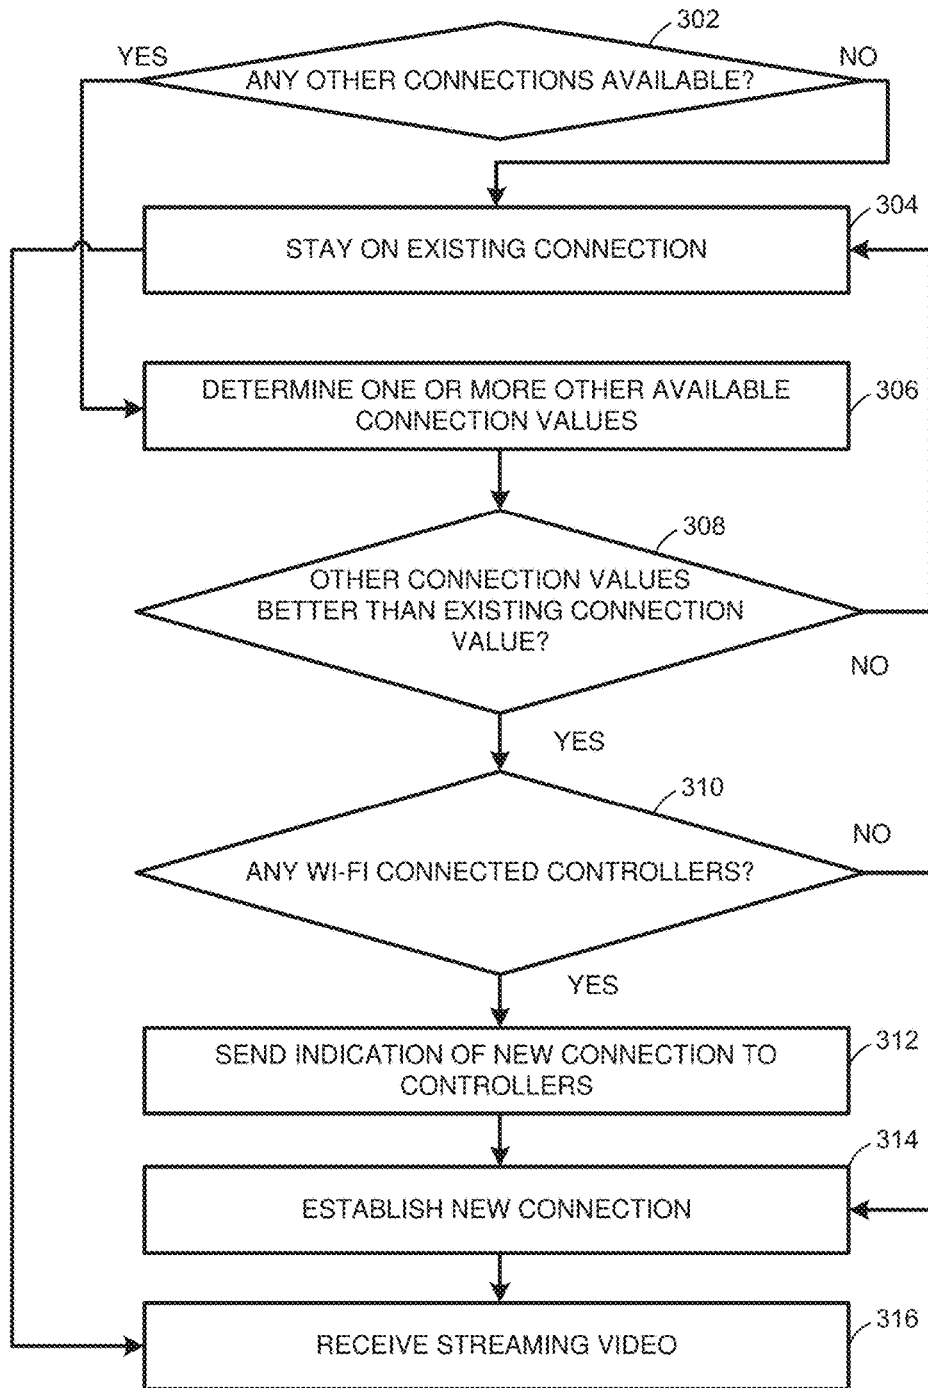 302
YES
NO
ANY OTHER CONNECTIONS AVAILABLE?
304
STAY ON EXISTING CONNECTION
DETERMINE ONE OR MORE OTHER AVAILABLE
CONNECTION VALUES
306
308
OTHER CONNECTION VALUES
BETTER THAN EXISTING CONNECTION
VALUE?
NO
YES
310
NO
ANY WI-FI CONNECTED CONTROLLERS?
YES
SEND INDICATION OF NEW CONNECTION TO
CONTROLLERS
312
314
ESTABLISH NEW CONNECTION
316
RECEIVE STREAMING VIDEO